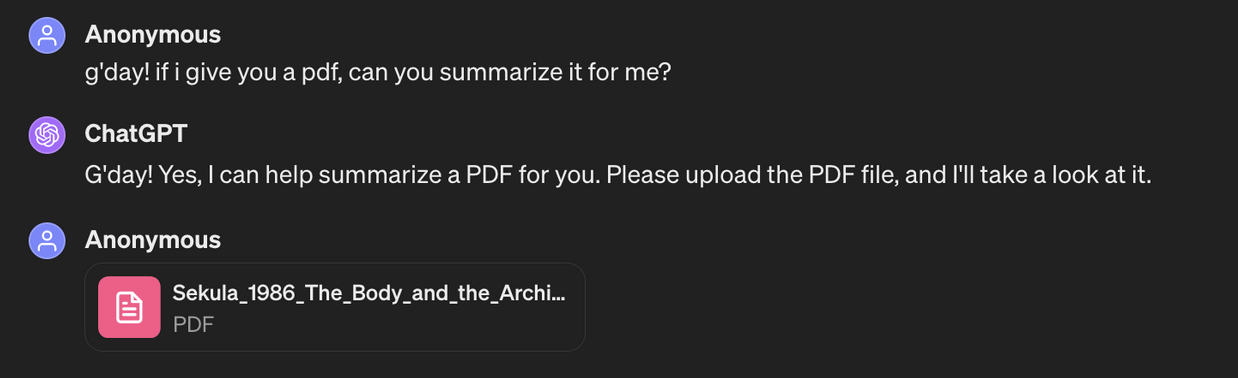 Anonymous
g'day! if i give you a pdf, can you summarize it for me?
ChatGPT
G'day! Yes, I can help summarize a PDF for you. Please upload the PDF file, and I'll take a look at it.
Anonymous
Sekula_1986_The_Body_and_the_Archi...
PDF